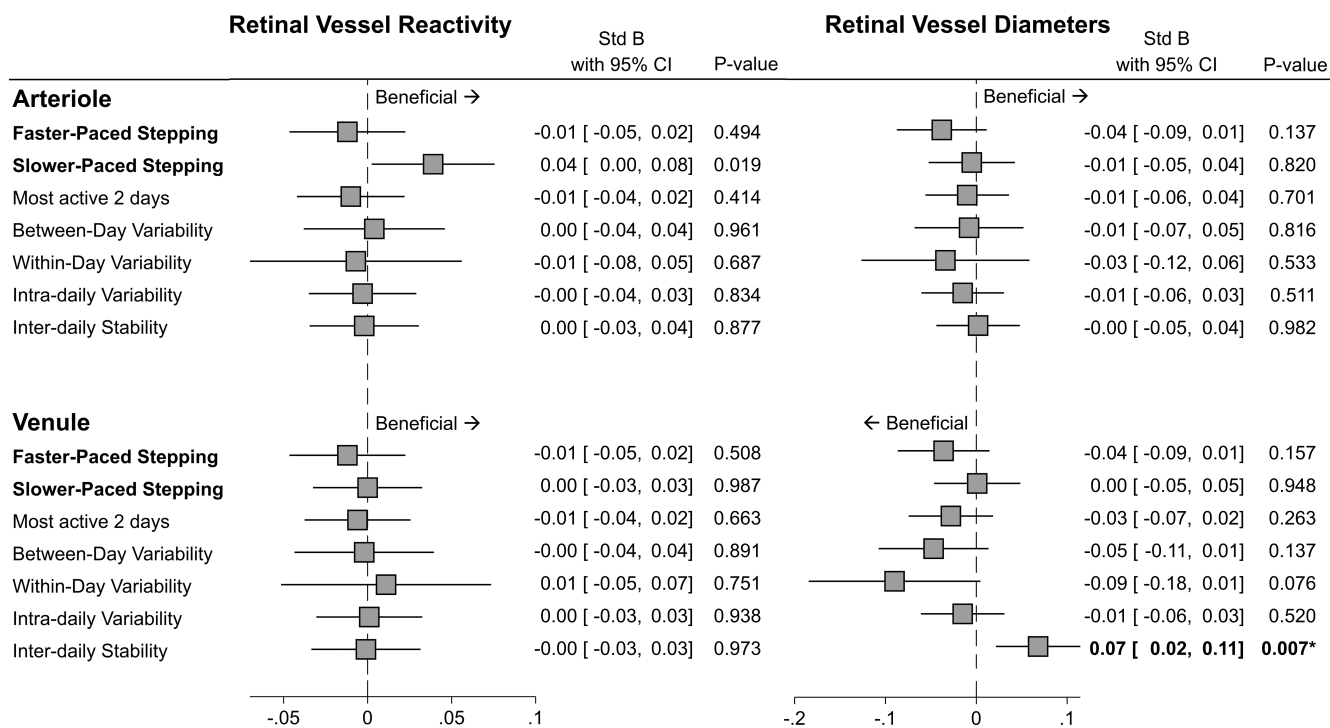 Retinal Vessel Reactivity Retinal Vessel Diameters
Std B Std B
with 95% CI P-value with 95% CI P-value
Arteriole Beneficial → Beneficial →
Faster-Paced Stepping -0.01 [ -0.05, 0.02] 0.494 -0.04 [ -0.09, 0.01] 0.137
Slower-Paced Stepping 0.04 [ 0.00, 0.08] 0.019 -0.01 [ -0.05, 0.04] 0.820
Most active 2 days -0.01 [ -0.04, 0.02] 0.414 -0.01 [ -0.06, 0.04] 0.701
Between-Day Variability 0.00 [ -0.04, 0.04] 0.961 -0.01 [ -0.07, 0.05] 0.816
Within-Day Variability -0.01 [ -0.08, 0.05] 0.687 -0.03 [ -0.12, 0.06] 0.533
Intra-daily Variability -0.00 [ -0.04, 0.03] 0.834 -0.01 [ -0.06, 0.03] 0.511
Inter-daily Stability 0.00 [ -0.03, 0.04] 0.877 -0.00 [ -0.05, 0.04] 0.982
Venule Beneficial → ← Beneficial
Faster-Paced Stepping -0.01 [ -0.05, 0.02] 0.508 -0.04 [ -0.09, 0.01] 0.157
Slower-Paced Stepping 0.00 [ -0.03, 0.03] 0.987 0.00 [ -0.05, 0.05] 0.948
Most active 2 days -0.01 [ -0.04, 0.02] 0.663 -0.03 [ -0.07, 0.02] 0.263
Between-Day Variability -0.00 [ -0.04, 0.04] 0.891 -0.05 [ -0.11, 0.01] 0.137
Within-Day Variability 0.01 [ -0.05, 0.07] 0.751 -0.09 [ -0.18, 0.01] 0.076
Intra-daily Variability 0.00 [ -0.03, 0.03] 0.938 -0.01 [ -0.06, 0.03] 0.520
Inter-daily Stability -0.00 [ -0.03, 0.03] 0.973 0.07 [ 0.02, 0.11] 0.007*
-.05 0 .05 .1 -.2 -.1 0 .1